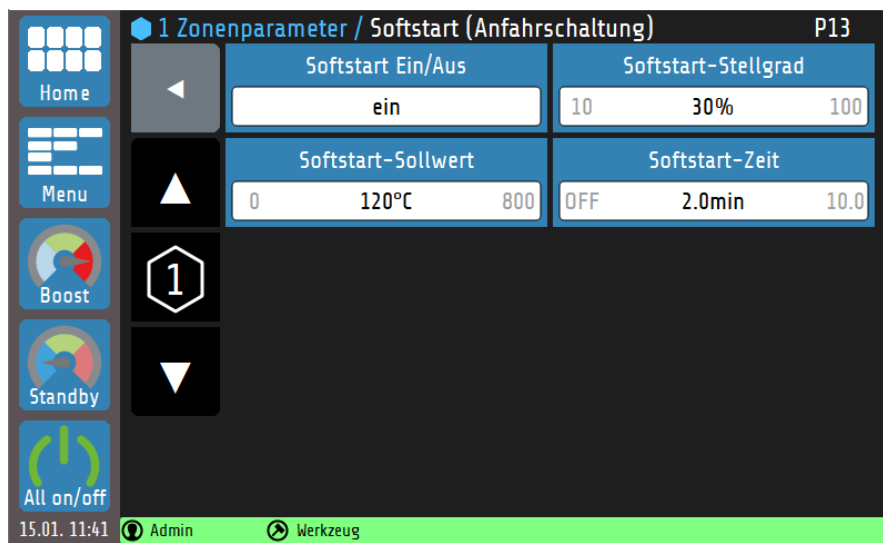 1 Zonenparameter / Softstart (Anfahrschaltung) P13
Home
Softstart Ein/Aus
ein
Softstart-Stellgrad
10 30% 100
Menu
Softstart-Sollwert
0 120°C 800
Softstart-Zeit
OFF 2.0min 10.0
1
Boost
Standby
All on/off
15.01. 11:41 Admin Werkzeug